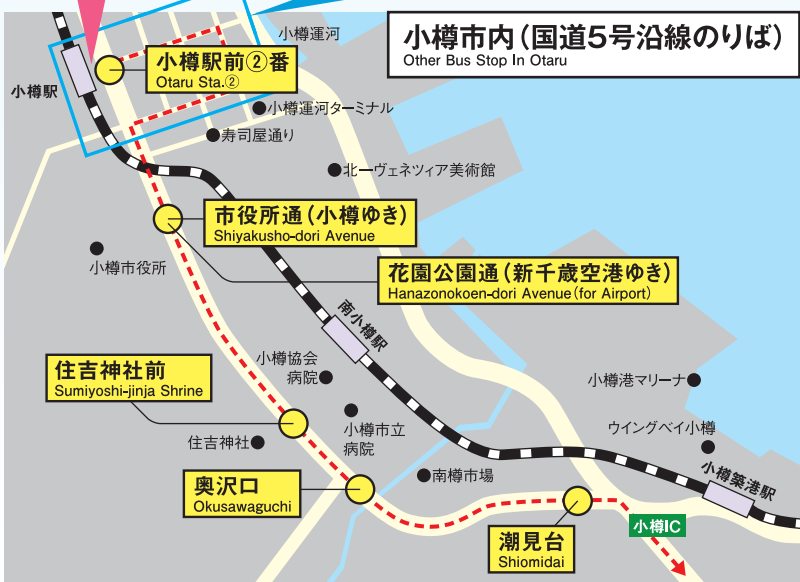 小樽市内(国道5号沿線のりば)
Other Bus Stop In Otaru
小樽運河
小樽駅前②番
Otaru Sta.②
小樽駅
小樽運河ターミナル
寿司屋通り
北一ヴェネツィア美術館
市役所通(小樽ゆき)
Shiyakusho-dori Avenue
小樽市役所
花園公園通(新千歳空港ゆき)
Hanazonokoen-dori Avenue(for Airport)
南小樽駅
住吉神社前
Sumiyoshi-jinja Shrine
小樽協会
病院
小樽港マリーナ
小樽市立
病院
ウイングベイ小樽
住吉神社
南樽市場
小樽築港駅
奥沢口
Okusawaguchi
潮見台
Shiomidai
小樽IC